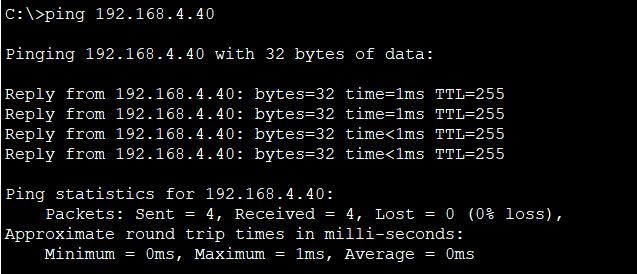 C:\>ping 192.168.4.40
Pinging 192.168.4.40 with 32 bytes of data:
Reply from 192.168.4.40: bytes=32 time=1ms TTL=255
Reply from 192.168.4.40: bytes=32 time=1ms TTL=255
Reply from 192.168.4.40: bytes=32 time<1ms TTL=255
Reply from 192.168.4.40: bytes=32 time<1ms TTL=255
Ping statistics for 192.168.4.40:
    Packets: Sent = 4, Received = 4, Lost = 0 (0% loss),
Approximate round trip times in milli-seconds:
    Minimum = 0ms, Maximum = 1ms, Average = 0ms